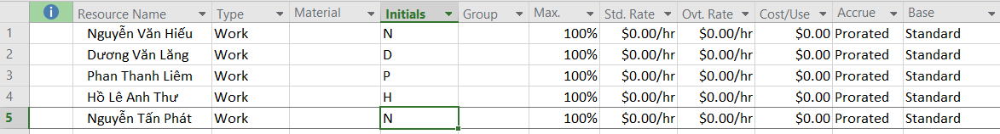 Resource Name Type Material Initials Group Max. Std. Rate Ovt. Rate Cost/Use Accrue Base
1 Nguyễn Văn Hiếu Work N 100% $0.00/hr $0.00/hr $0.00 Prorated Standard
2 Dương Văn Lăng Work D 100% $0.00/hr $0.00/hr $0.00 Prorated Standard
3 Phan Thanh Liêm Work P 100% $0.00/hr $0.00/hr $0.00 Prorated Standard
4 Hồ Lê Anh Thư Work H 100% $0.00/hr $0.00/hr $0.00 Prorated Standard
5 Nguyễn Tấn Phát Work N 100% $0.00/hr $0.00/hr $0.00 Prorated Standard